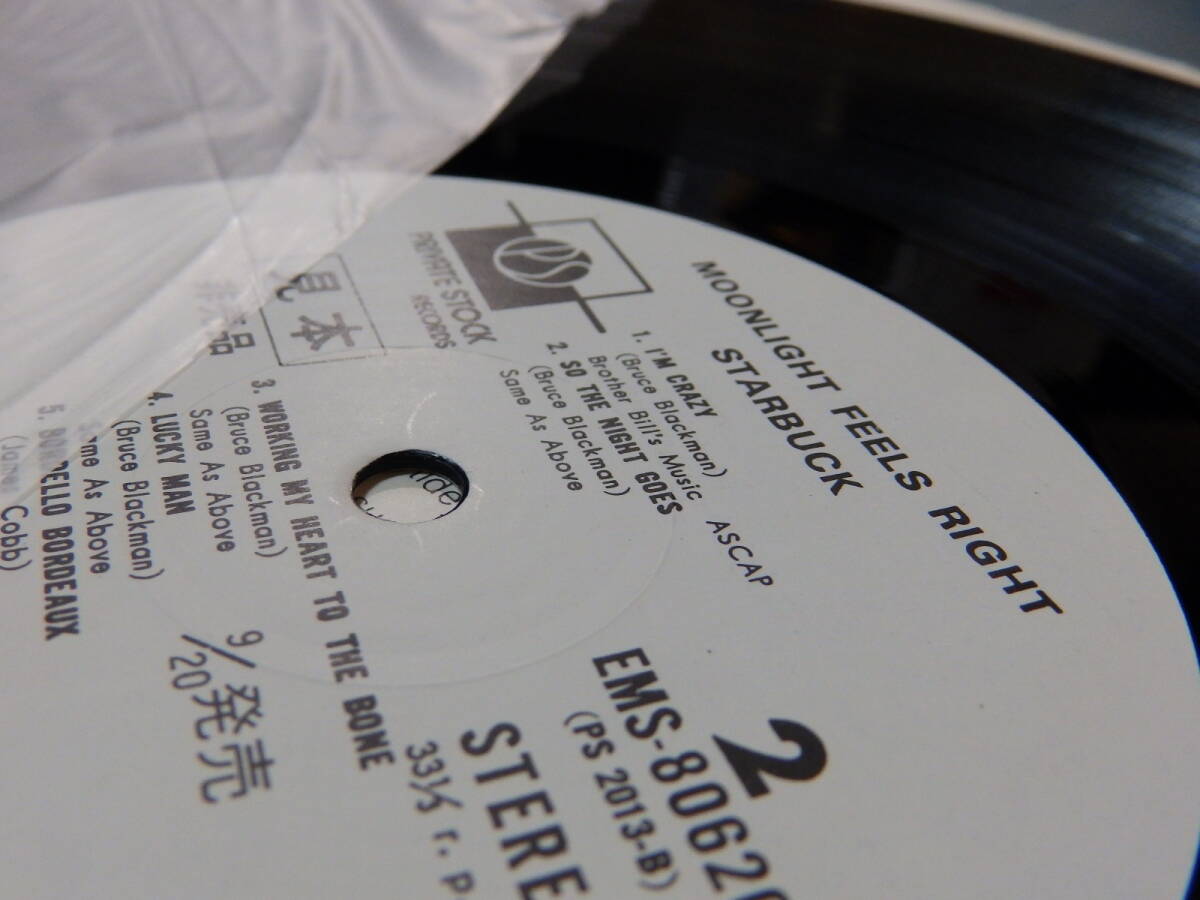 MOONLIGHT FEELS RIGHT
STARBUCK
PS
PRIVATE STOCK
RECORDS
見本
品
1. I'M CRAZY
(Bruce Blackman)
Brother Bill's Music ASCAP
2. SO THE NIGHT GOES
(Bruce Blackman)
Same As Above
3. WORKING MY HEART TO THE BONE
(Bruce Blackman)
Same As Above
4. LUCKY MAN
(Bruce Blackman)
Same As Above
5. BORDELLO BORDEAUX
Cobb)
2
EMS-8062
(PS 2013-B)
STERE
33⅓ r. p
9/20発売